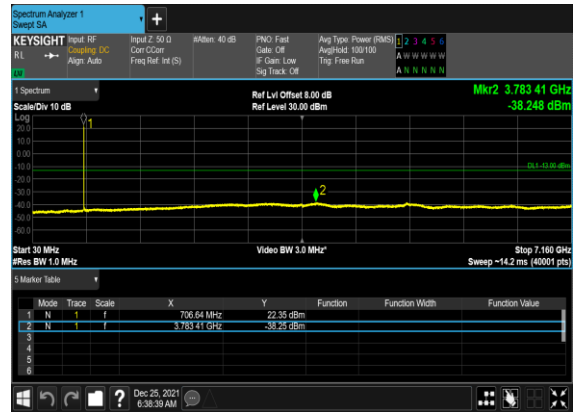 Spectrum Analyzer 1
Swept SA
KEYSIGHT Input: RF Input Z: 50 Ω #Atten: 40 dB PNO: Fast Avg Type: Power (RMS) 1 2 3 4 5 6
RL Coupling: DC Corr CCorr Gate: Off Avg|Hold: 100/100 A W W W W W
Align: Auto Freq Ref: Int (S) IF Gain: Low Trig: Free Run
Sig Track: Off A N N N N N
1 Spectrum Ref Lvl Offset 8.00 dB Mkr2 3.783 41 GHz
Scale/Div 10 dB Ref Level 30.00 dBm -38.248 dBm
Log
1
20.0
10.0
0.00
-10.0 DL1 -13.00 dBm
-20.0
-30.0 2
-40.0
-50.0
-60.0
Start 30 MHz Video BW 3.0 MHz* Stop 7.160 GHz
#Res BW 1.0 MHz Sweep ~14.2 ms (40001 pts)
5 Marker Table
Mode Trace Scale X Y Function Function Width Function Value
1 N 1 f 706.64 MHz 22.35 dBm
2 N 1 f 3.783 41 GHz -38.25 dBm
3
4
5
6
? Dec 25, 2021
6:38:39 AM